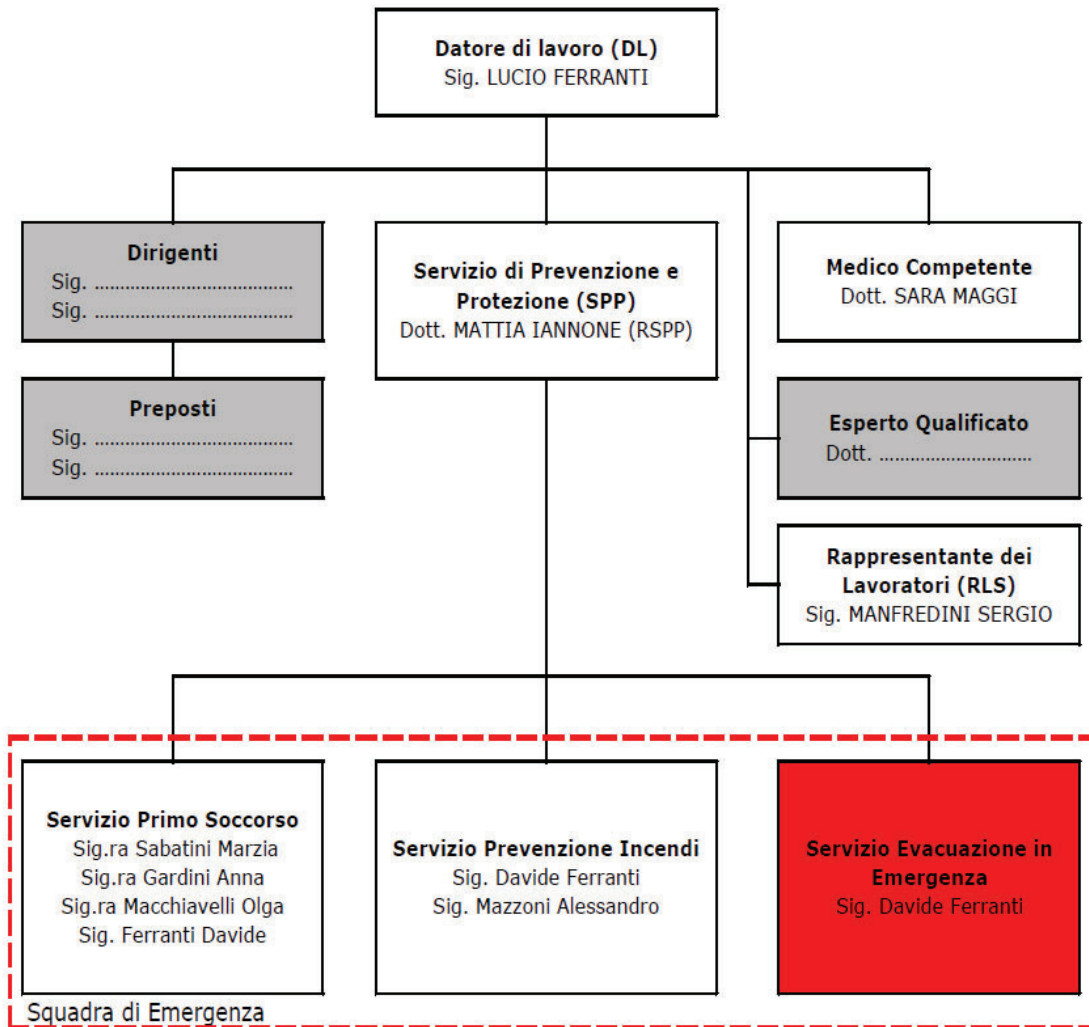 Datore di lavoro (DL)
Sig. LUCIO FERRANTI
Dirigenti
Sig. .......................................
Sig. .......................................
Servizio di Prevenzione e
Protezione (SPP)
Dott. MATTIA IANNONE (RSPP)
Medico Competente
Dott. SARA MAGGI
Preposti
Sig. .......................................
Sig. .......................................
Esperto Qualificato
Dott. ..............................
Rappresentante dei
Lavoratori (RLS)
Sig. MANFREDINI SERGIO
Servizio Primo Soccorso
Sig.ra Sabatini Marzia
Sig.ra Gardini Anna
Sig.ra Macchiavelli Olga
Sig. Ferranti Davide
Servizio Prevenzione Incendi
Sig. Davide Ferranti
Sig. Mazzoni Alessandro
Servizio Evacuazione in
Emergenza
Sig. Davide Ferranti
Squadra di Emergenza